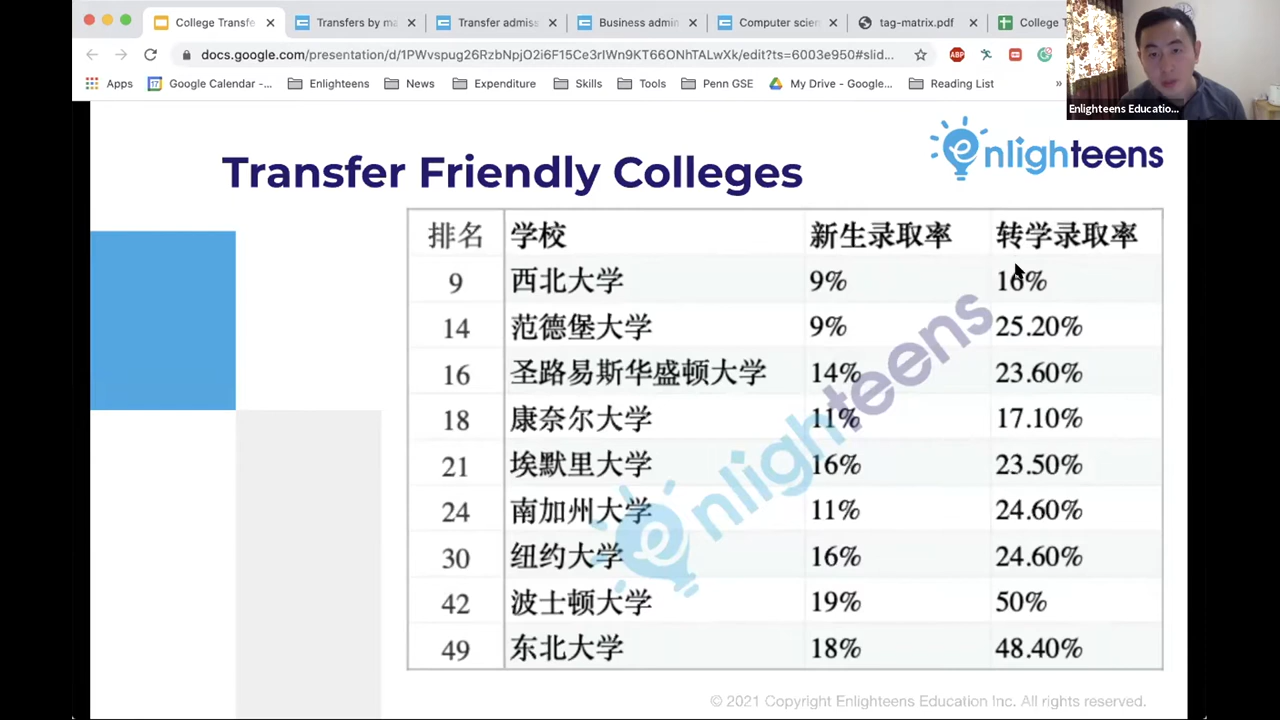 College Transfe
Transfers by ma
Transfer admiss
Business admin
Computer scien
tag-matrix.pdf
College T
docs.google.com/presentation/d/1PWvspug26RzbNpjO2i6F15Ce3rIWn9KT66ONhTALwXk/edit?ts=6003e950#slid...
ABP
Apps
17 Google Calendar -...
Enlighteens
News
Expenditure
Skills
Tools
Penn GSE
My Drive - Google...
Reading List
»
Enlighteens Educatio...
enlighteens
Transfer Friendly Colleges
排名 学校 新生录取率 转学录取率
9 西北大学 9% 16%
14 范德堡大学 9% 25.20%
16 圣路易斯华盛顿大学 14% 23.60%
18 康奈尔大学 11% 17.10%
21 埃默里大学 16% 23.50%
24 南加州大学 11% 24.60%
30 纽约大学 16% 24.60%
42 波士顿大学 19% 50%
49 东北大学 18% 48.40%
enlighteens
© 2021 Copyright Enlighteens Education Inc. All rights reserved.